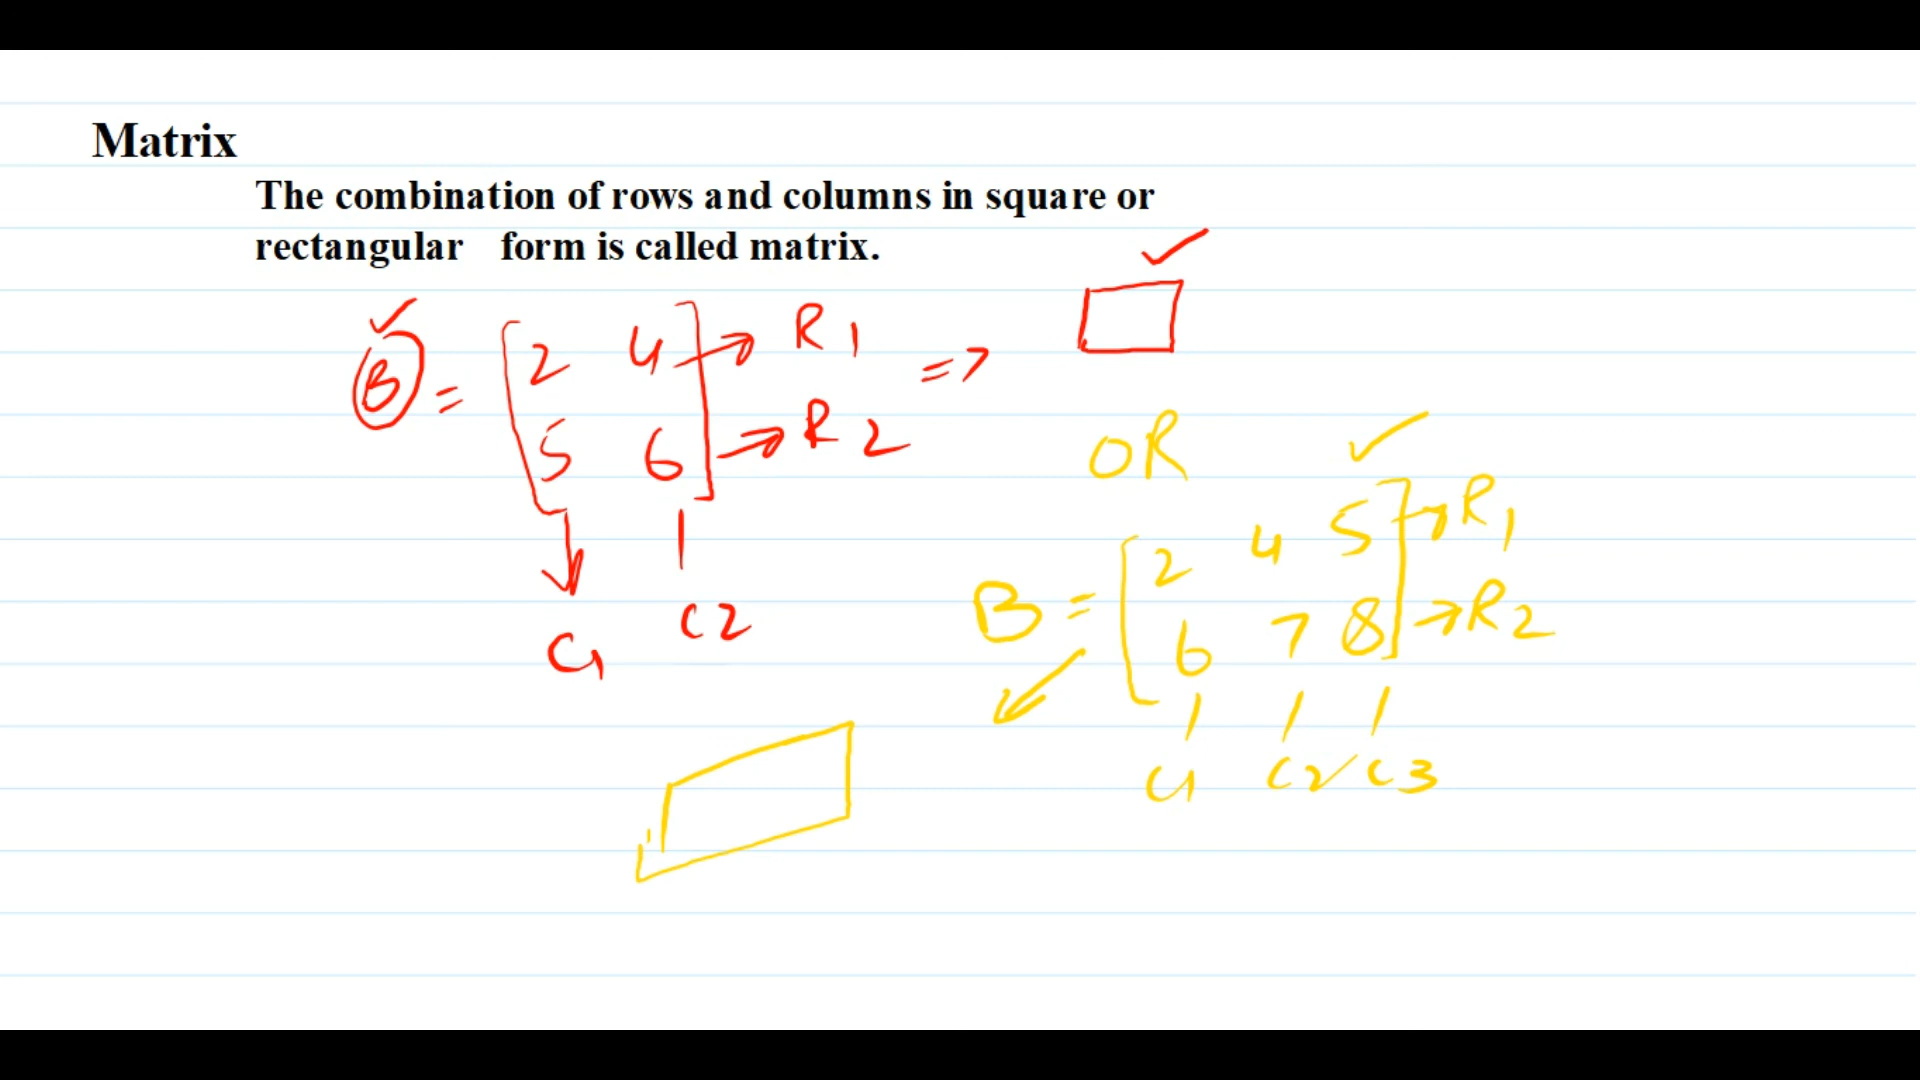 Matrix
The combination of rows and columns in square or
rectangular form is called matrix.
B = [ 2 4 ] → R1 =>
[ 5 6 ] → R2
C1 C2
OR
B = [ 2 4 5 ] → R1
[ 6 7 8 ] → R2
C1 C2 C3